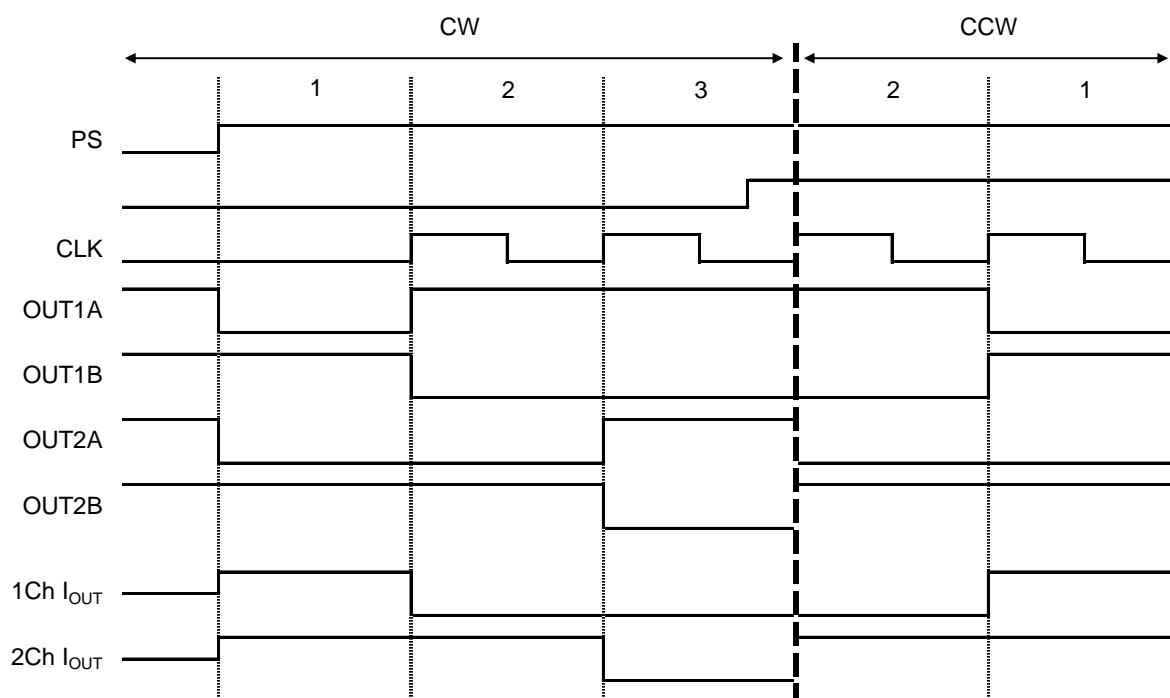 CW CCW
1 2 3 2 1
PS
CLK
OUT1A
OUT1B
OUT2A
OUT2B
1Ch IOUT
2Ch IOUT